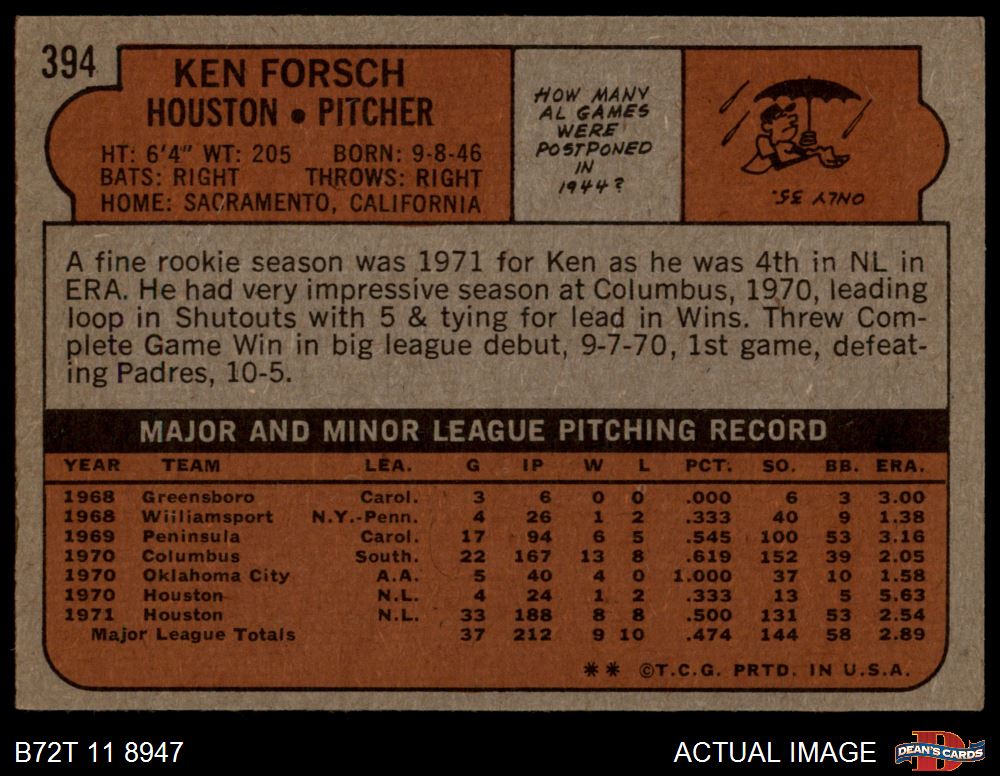 394
KEN FORSCH
HOUSTON • PITCHER
HT: 6'4" WT: 205 BORN: 9-8-46
BATS: RIGHT THROWS: RIGHT
HOME: SACRAMENTO, CALIFORNIA
HOW MANY
AL GAMES
WERE
POSTPONED
IN
1944?
ONLY 35.
A fine rookie season was 1971 for Ken as he was 4th in NL in
ERA. He had very impressive season at Columbus, 1970, leading
loop in Shutouts with 5 & tying for lead in Wins. Threw Com-
plete Game Win in big league debut, 9-7-70, 1st game, defeat-
ing Padres, 10-5.
MAJOR AND MINOR LEAGUE PITCHING RECORD
YEAR TEAM LEA. G IP W L PCT. SO. BB. ERA.
1968 Greensboro Carol. 3 6 0 0 .000 6 3 3.00
1968 Wiiliamsport N.Y.-Penn. 4 26 1 2 .333 40 9 1.38
1969 Peninsula Carol. 17 94 6 5 .545 100 53 3.16
1970 Columbus South. 22 167 13 8 .619 152 39 2.05
1970 Oklahoma City A.A. 5 40 4 0 1.000 37 10 1.58
1970 Houston N.L. 4 24 1 2 .333 13 5 5.63
1971 Houston N.L. 33 188 8 8 .500 131 53 2.54
Major League Totals 37 212 9 10 .474 144 58 2.89
** ©T.C.G. PRTD. IN U.S.A.
B72T 11 8947
ACTUAL IMAGE
D
DEAN'S CARDS